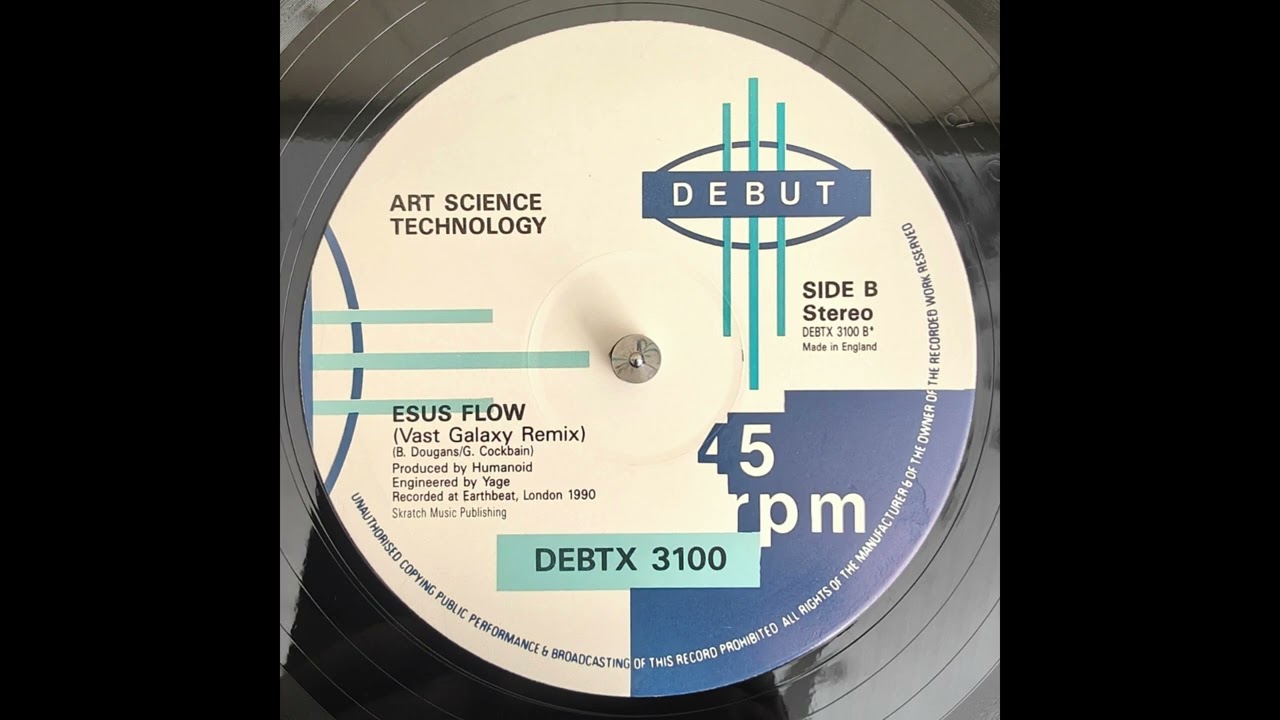 ART SCIENCE
TECHNOLOGY
DEBUT
SIDE B
Stereo
DEBTX 3100 B*
Made in England
ESUS FLOW
(Vast Galaxy Remix)
(B. Dougans/G. Cockbain)
Produced by Humanoid
Engineered by Yage
Recorded at Earthbeat, London 1990
Skratch Music Publishing
45
rpm
DEBTX 3100
UNAUTHORISED COPYING PUBLIC PERFORMANCE & BROADCASTING OF THIS RECORD PROHIBITED ALL RIGHTS OF THE MANUFACTURER & OF THE OWNER OF THE RECORDED WORK RESERVED